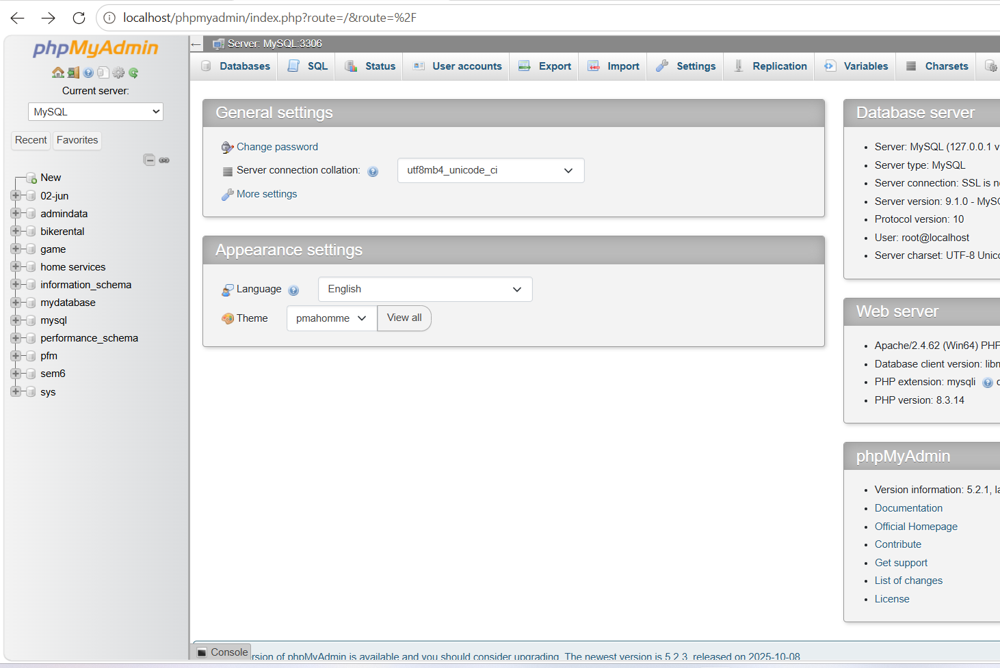 localhost/phpmyadmin/index.php?route=/&route=%2F
phpMyAdmin
Current server:
MySQL
Recent
Favorites
New
02-jun
admindata
bikerental
game
home services
information_schema
mydatabase
mysql
performance_schema
pfm
sem6
sys
Server: MySQL:3306
Databases
SQL
Status
User accounts
Export
Import
Settings
Replication
Variables
Charsets
General settings
Change password
Server connection collation:
utf8mb4_unicode_ci
More settings
Appearance settings
Language
English
Theme
pmahomme
View all
Database server
Server: MySQL (127.0.0.1 v
Server type: MySQL
Server connection: SSL is
Server version: 9.1.0 - MySQ
Protocol version: 10
User: root@localhost
Server charset: UTF-8 Unico
Web server
Apache/2.4.62 (Win64) PHP
Database client version:
PHP extension: mysqli
PHP version: 8.3.14
phpMyAdmin
Version information: 5.2.1,
Documentation
Official Homepage
Contribute
Get support
List of changes
License
Console
rsion of phpMyAdmin is available and you should consider upgrading. The newest version is 5.2.3, released on 2025-10-08.